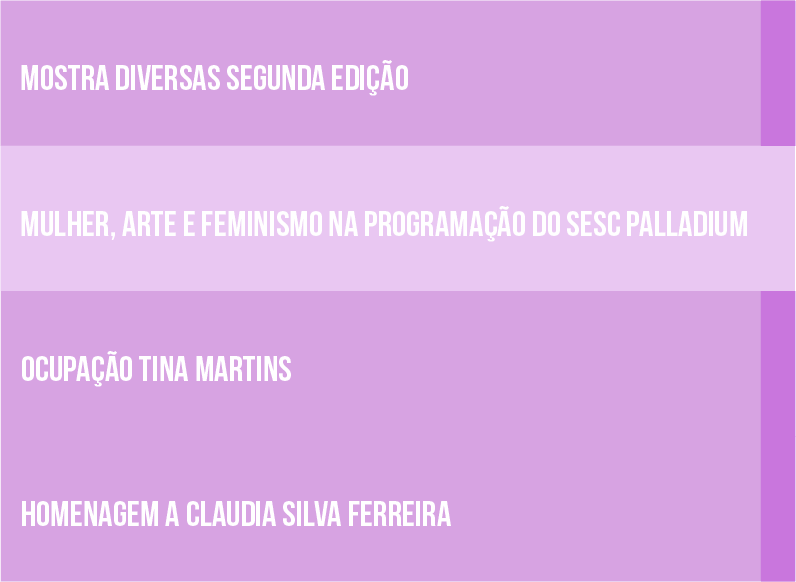 MOSTRA DIVERSAS SEGUNDA EDIÇÃO
MULHER, ARTE E FEMINISMO NA PROGRAMAÇÃO DO SESC PALLADIUM
OCUPAÇÃO TINA MARTINS
HOMENAGEM A CLAUDIA SILVA FERREIRA